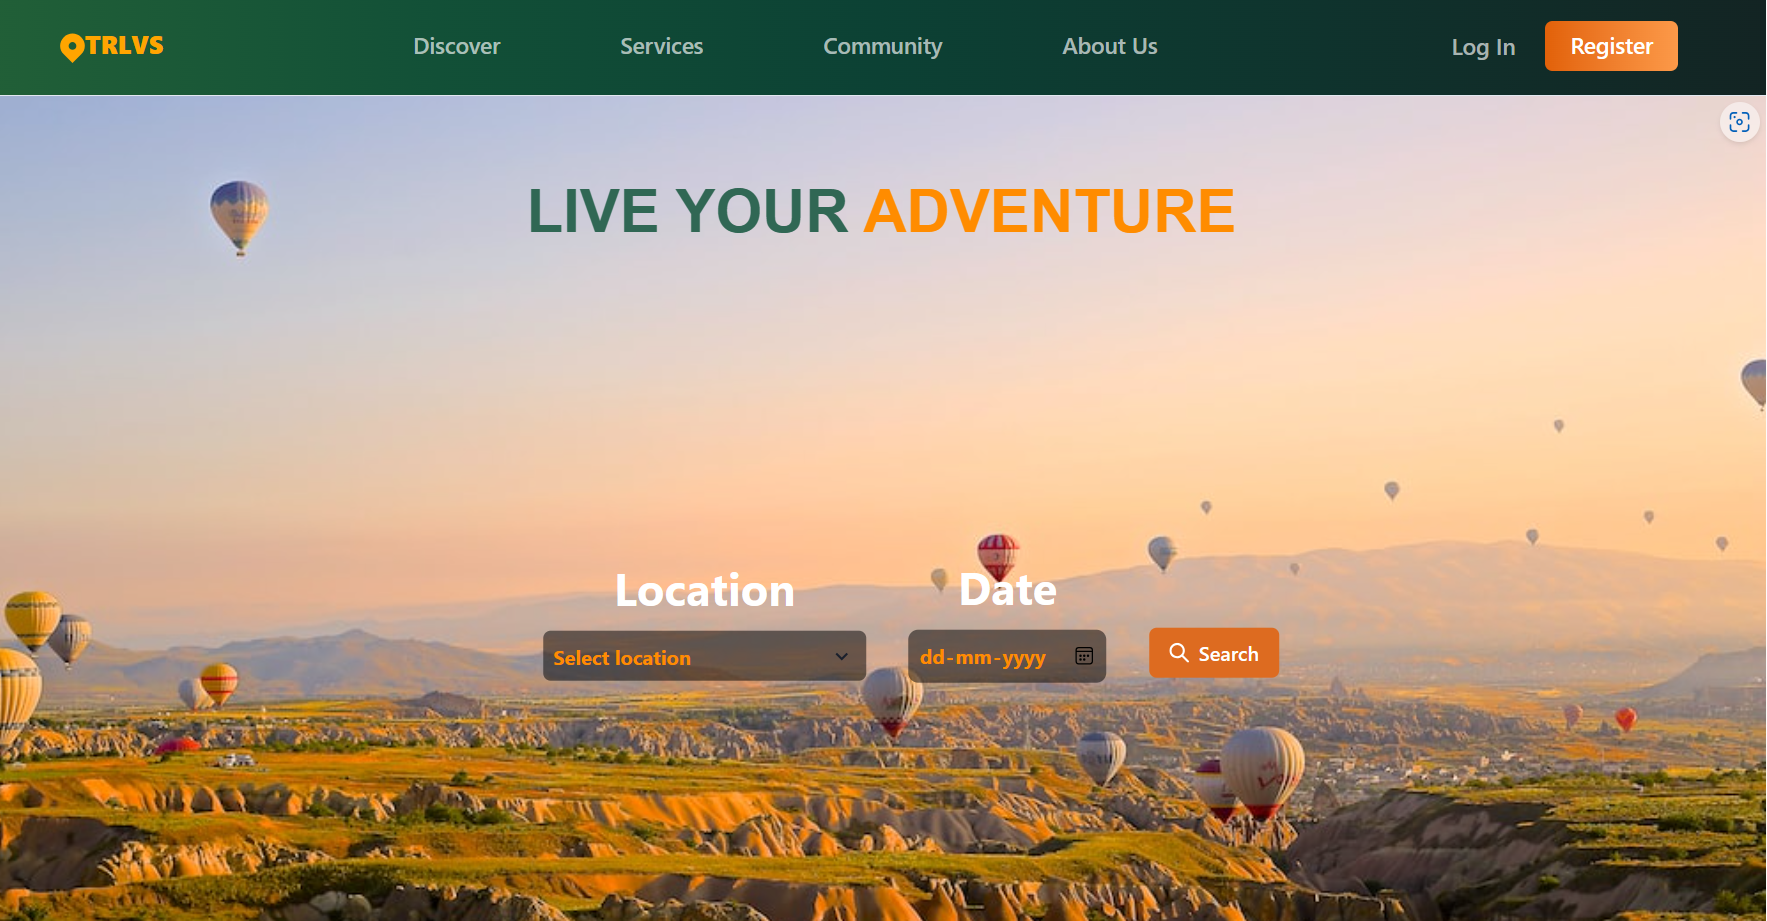 TRLVS
Discover
Services
Community
About Us
Log In
Register
LIVE YOUR ADVENTURE
Location
Date
Select location
dd-mm-yyyy
Search